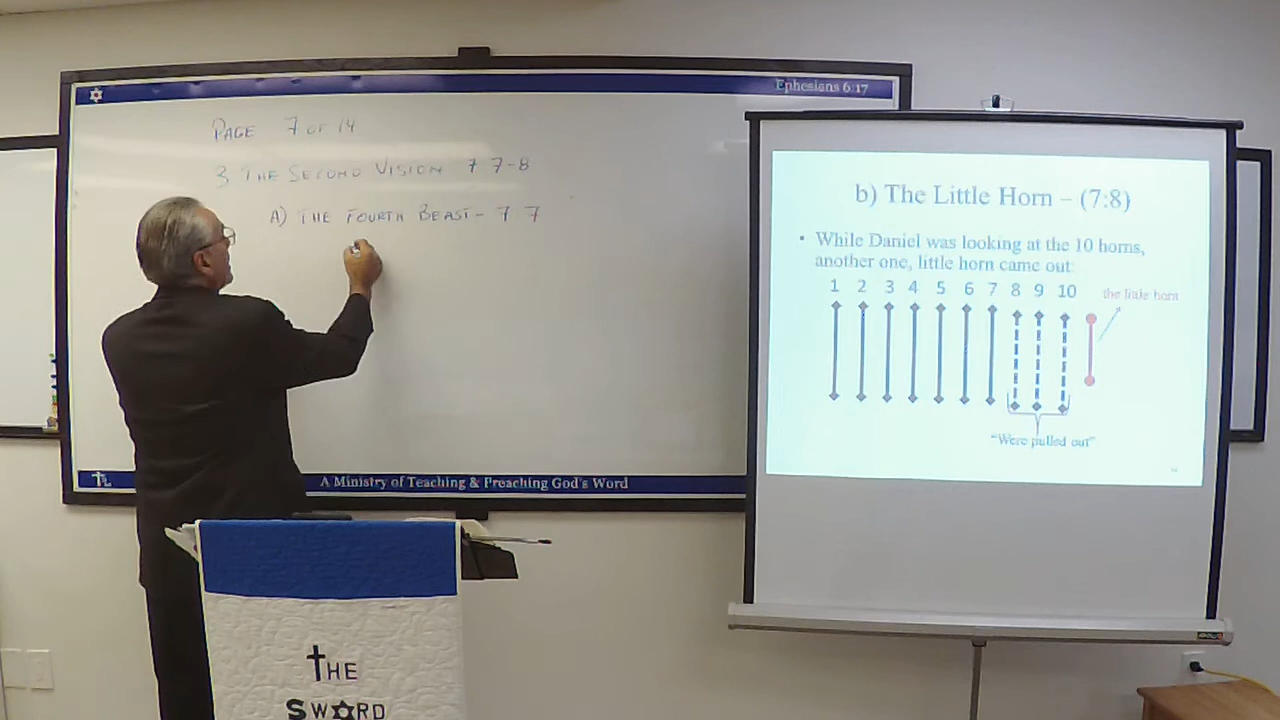 Ephesians 6:17
PAGE 7 OF 14
3 THE SECOND VISION 7 7-8
A) THE FOURTH BEAST - 7 7
A Ministry of Teaching & Preaching God's Word
THE
SWORD
b) The Little Horn – (7:8)
• While Daniel was looking at the 10 horns,
another one, little horn came out:
1 2 3 4 5 6 7 8 9 10
the little horn
"Were pulled out"